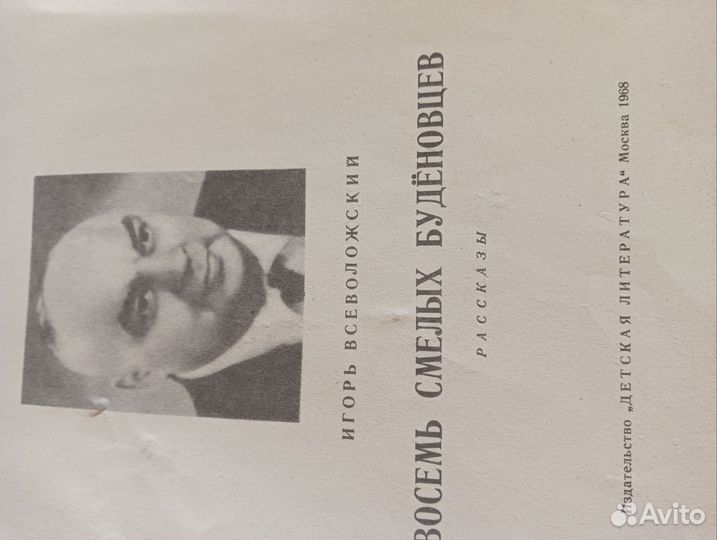 ИГОРЬ ВСЕВОЛОЖСКИЙ
ВОСЕМЬ СМЕЛЫХ БУДЁНОВЦЕВ
РАССКАЗЫ
Издательство „ДЕТСКАЯ ЛИТЕРАТУРА“ Москва 1968
Avito